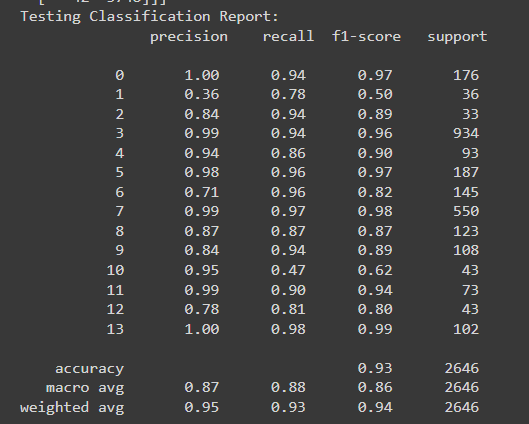 Testing Classification Report:
precision recall f1-score support
0 1.00 0.94 0.97 176
1 0.36 0.78 0.50 36
2 0.84 0.94 0.89 33
3 0.99 0.94 0.96 934
4 0.94 0.86 0.90 93
5 0.98 0.96 0.97 187
6 0.71 0.96 0.82 145
7 0.99 0.97 0.98 550
8 0.87 0.87 0.87 123
9 0.84 0.94 0.89 108
10 0.95 0.47 0.62 43
11 0.99 0.90 0.94 73
12 0.78 0.81 0.80 43
13 1.00 0.98 0.99 102
accuracy 0.93 2646
macro avg 0.87 0.88 0.86 2646
weighted avg 0.95 0.93 0.94 2646